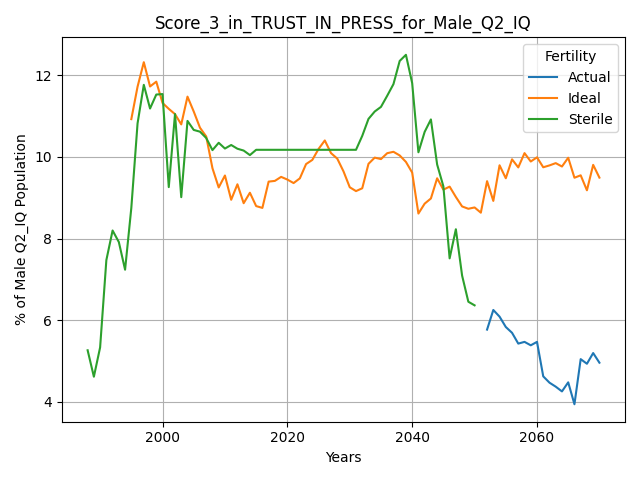 Score_3_in_TRUST_IN_PRESS_for_Male_Q2_IQ
Fertility
Actual
Ideal
Sterile
% of Male Q2_IQ Population
12
10
8
6
4
2000
2020
2040
2060
Years